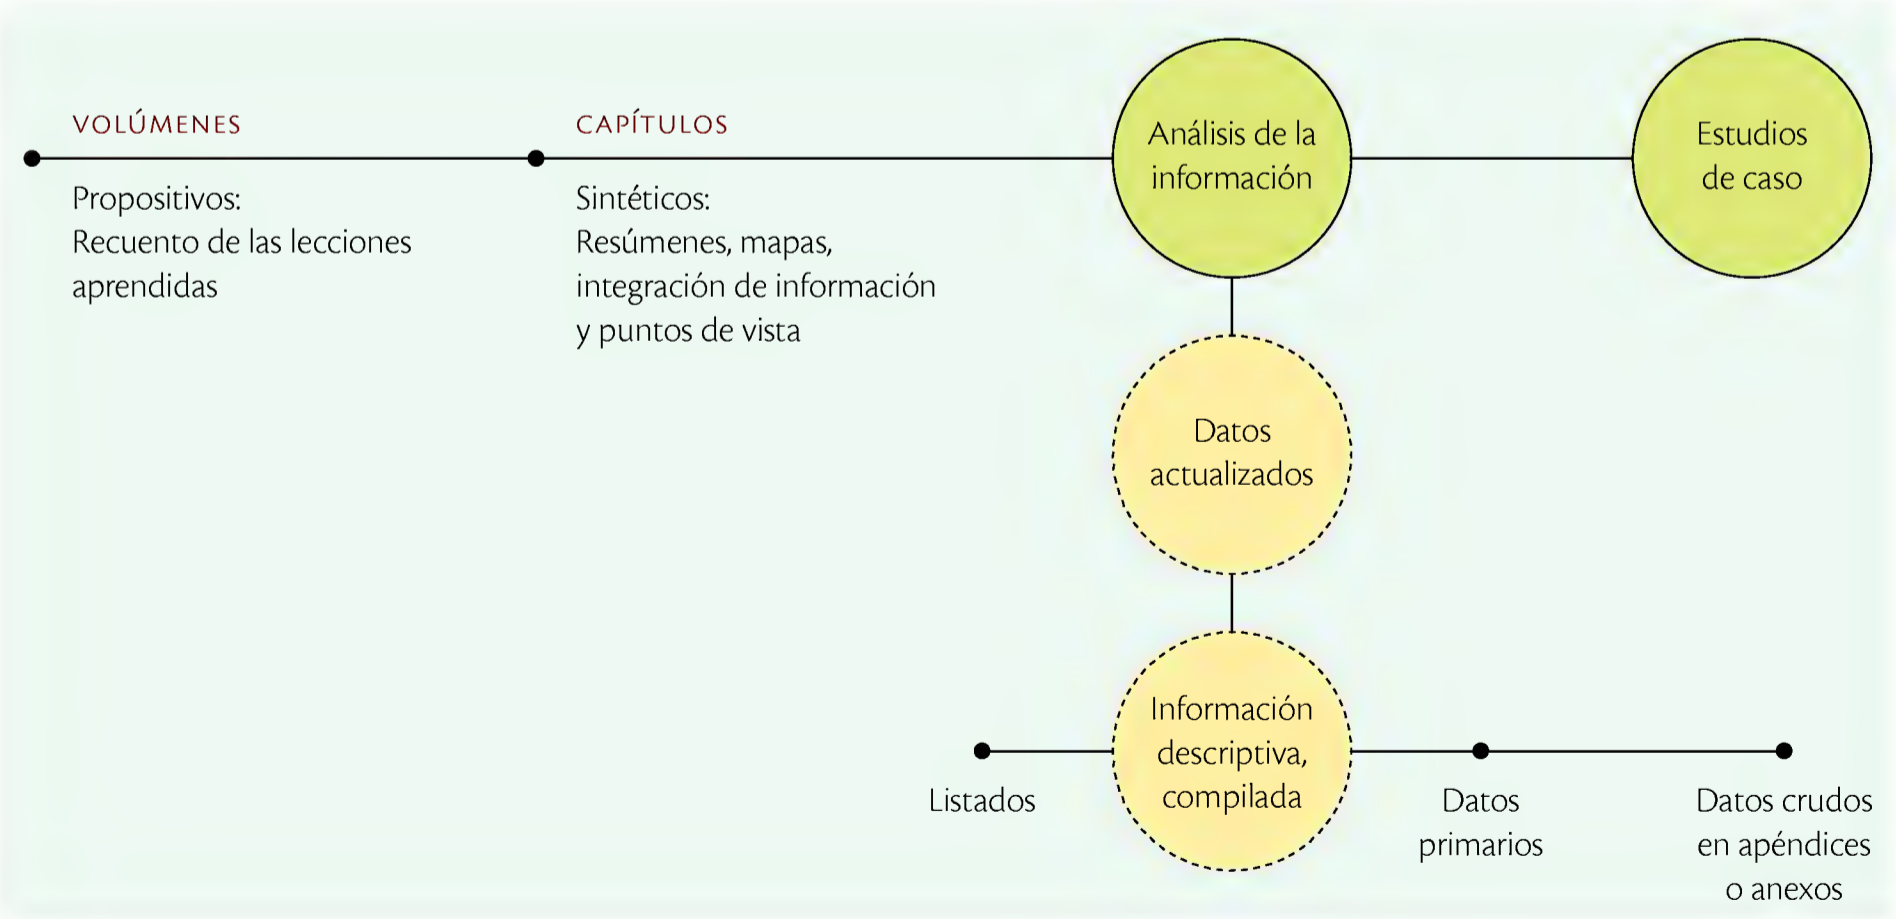 VOLÚMENES
Propositivos:
Recuento de las lecciones
aprendidas
CAPÍTULOS
Sintéticos:
Resúmenes, mapas,
integración de información
y puntos de vista
Análisis de la
información
Estudios
de caso
Datos
actualizados
Información
descriptiva,
compilada
Listados
Datos
primarios
Datos crudos
en apéndices
o anexos